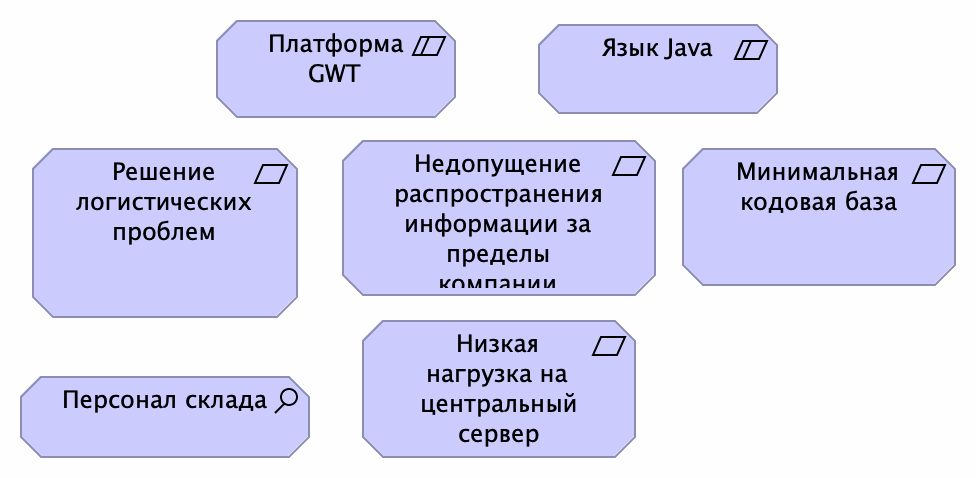 Платформа
GWT
Язык Java
Решение
логистических
проблем
Недопущение
распространения
информации за
пределы
компании
Минимальная
кодовая база
Персонал склада
Низкая
нагрузка на
центральный
сервер